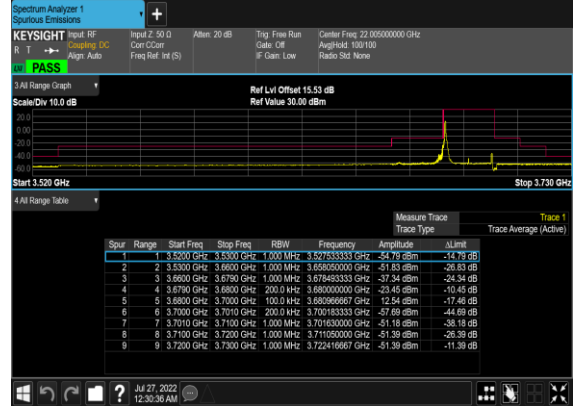 Spectrum Analyzer 1
Spurious Emissions
KEYSIGHT Input: RF Input Z: 50 Ω Atten: 20 dB Trig: Free Run Center Freq: 22.005000000 GHz
R T Coupling: DC Corr CCorr Gate: Off Avg|Hold: 100/100
Align: Auto Freq Ref: Int (S) IF Gain: Low Radio Std: None
PASS
3 All Range Graph Ref Lvl Offset 15.53 dB
Scale/Div 10.0 dB Ref Value 30.00 dBm
20.0
0.00
-20.0
-40.0
-60.0
Start 3.520 GHz Stop 3.730 GHz
4 All Range Table
Measure Trace Trace 1
Trace Type Trace Average (Active)
Spur Range Start Freq Stop Freq RBW Frequency Amplitude ΔLimit
1 1 3.5200 GHz 3.5300 GHz 1.000 MHz 3.527533333 GHz -54.79 dBm -14.79 dB
2 2 3.5300 GHz 3.6600 GHz 1.000 MHz 3.658050000 GHz -51.83 dBm -26.83 dB
3 3 3.6600 GHz 3.6790 GHz 1.000 MHz 3.678493333 GHz -37.34 dBm -24.34 dB
4 4 3.6790 GHz 3.6800 GHz 200.0 kHz 3.680000000 GHz -23.45 dBm -10.45 dB
5 5 3.6800 GHz 3.7000 GHz 100.0 kHz 3.680966667 GHz 12.54 dBm -17.46 dB
6 6 3.7000 GHz 3.7010 GHz 200.0 kHz 3.700183333 GHz -57.69 dBm -44.69 dB
7 7 3.7010 GHz 3.7100 GHz 1.000 MHz 3.701630000 GHz -51.18 dBm -38.18 dB
8 8 3.7100 GHz 3.7200 GHz 1.000 MHz 3.711050000 GHz -51.39 dBm -26.39 dB
9 9 3.7200 GHz 3.7300 GHz 1.000 MHz 3.722416667 GHz -51.39 dBm -11.39 dB
? Jul 27, 2022
12:30:36 AM